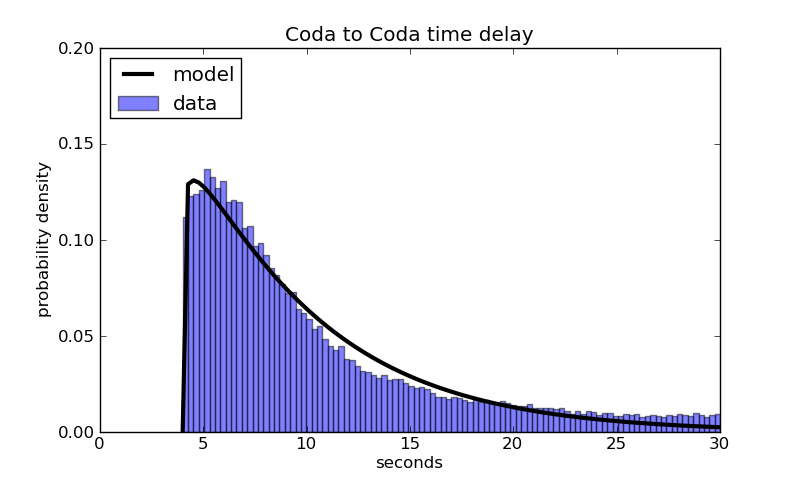 Coda to Coda time delay
model
data
probability density
0.20
0.15
0.10
0.05
0.00
0 5 10 15 20 25 30
seconds